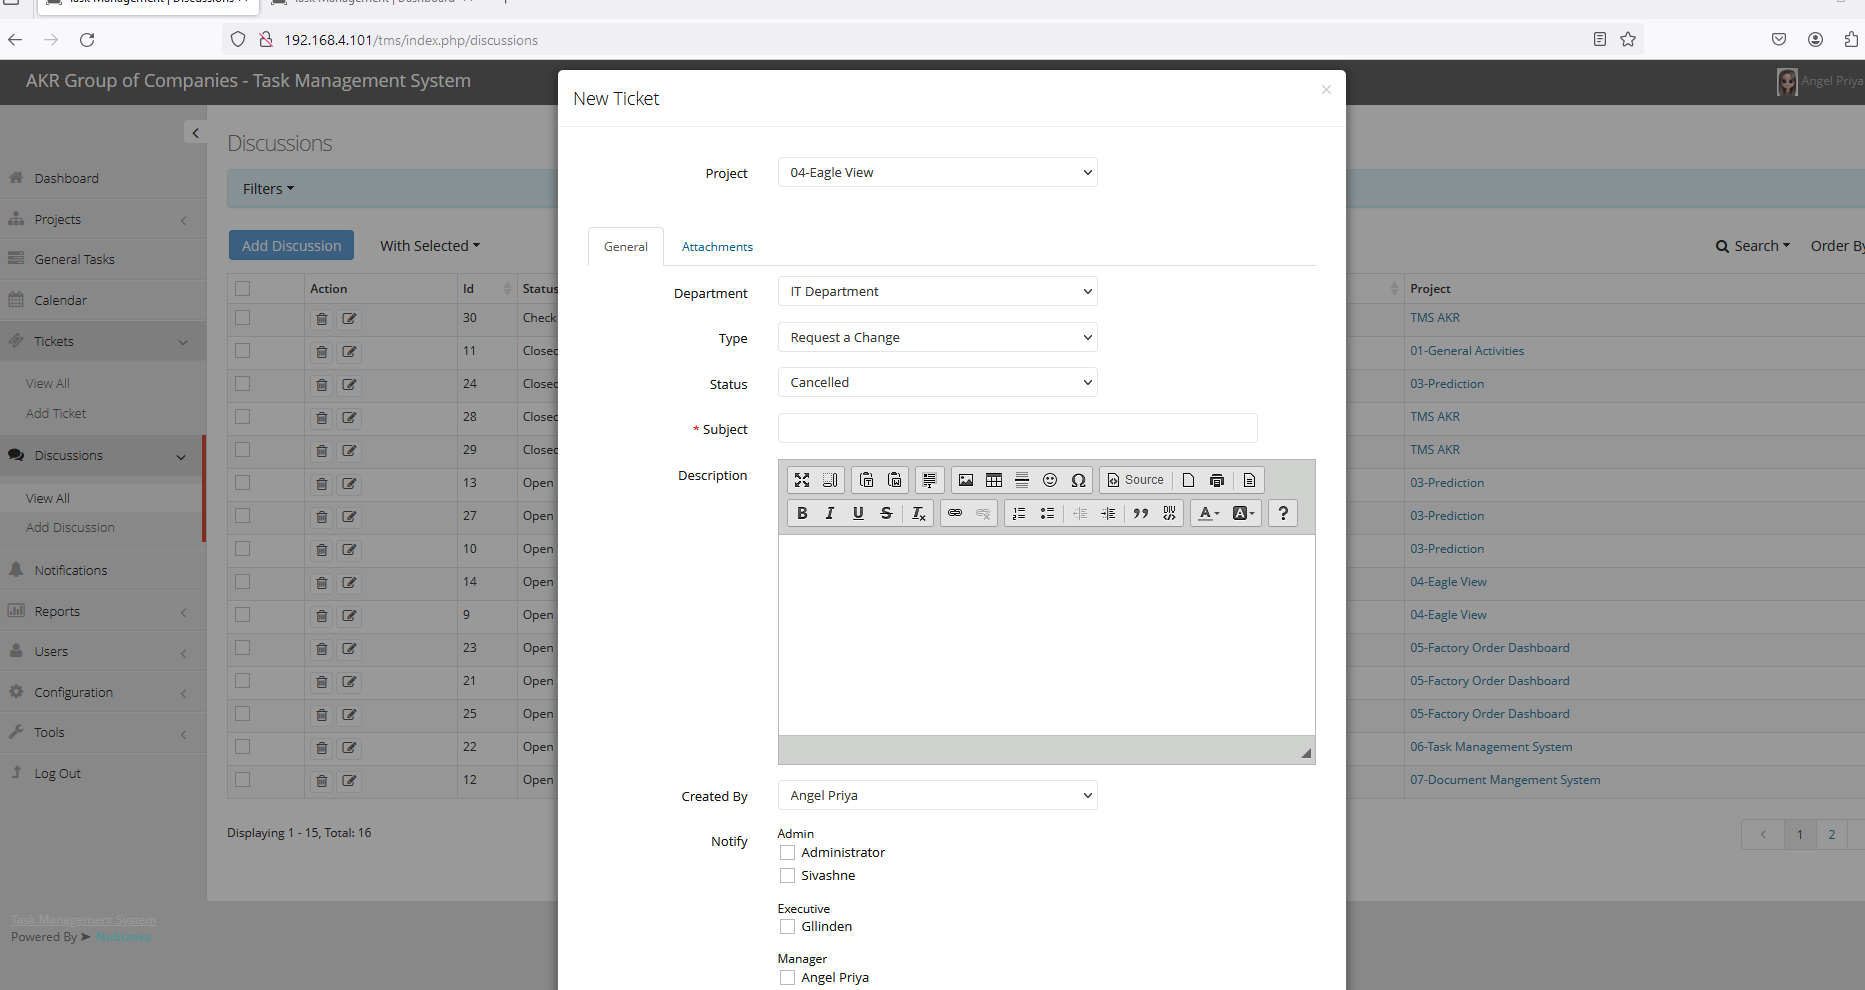 Task Management | Discussions
Task Management | Dashboard
192.168.4.101/tms/index.php/discussions
AKR Group of Companies - Task Management System
Angel Priya
New Ticket
×
Project
04-Eagle View
General
Attachments
Department
IT Department
Type
Request a Change
Status
Cancelled
* Subject
Description
Source
B I U S Tx
A A ?
Created By
Angel Priya
Notify
Admin
Administrator
Sivashne
Executive
Gllinden
Manager
Angel Priya
Dashboard
Projects
General Tasks
Calendar
Tickets
View All
Add Ticket
Discussions
View All
Add Discussion
Notifications
Reports
Users
Configuration
Tools
Log Out
Task Management System
Powered By ➤ Nubiznez
Discussions
Filters
Add Discussion
With Selected
Search
Order By
Action Id Status Project
30 Check TMS AKR
11 Closed 01-General Activities
24 Closed 03-Prediction
28 Closed TMS AKR
29 Closed TMS AKR
13 Open 03-Prediction
27 Open 03-Prediction
10 Open 03-Prediction
14 Open 04-Eagle View
9 Open 04-Eagle View
23 Open 05-Factory Order Dashboard
21 Open 05-Factory Order Dashboard
25 Open 05-Factory Order Dashboard
22 Open 06-Task Management System
12 Open 07-Document Mangement System
Displaying 1 - 15, Total: 16
< 1 2